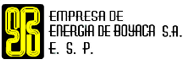 EMPRESA DE
ENERGIA DE BOYACA S.A.
E. S. P.